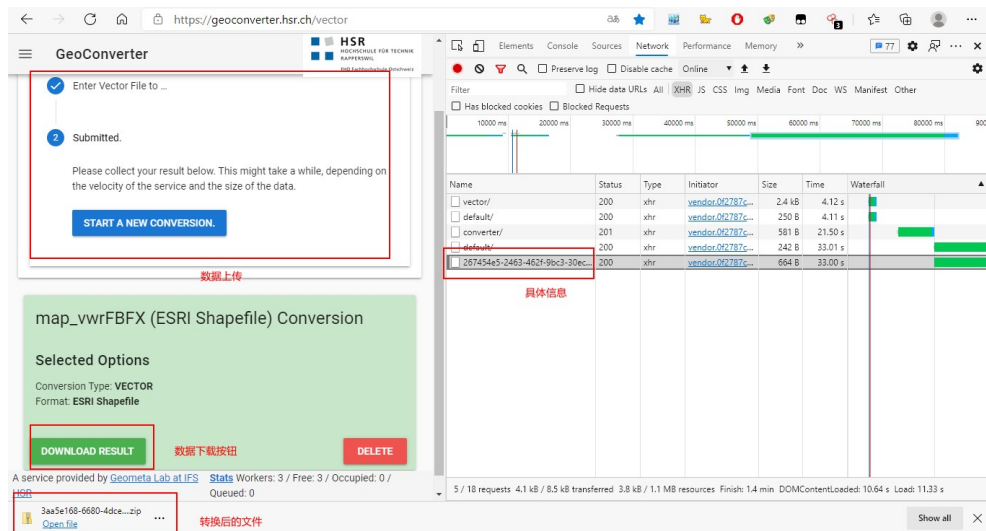 https://geoconverter.hsr.ch/vector
GeoConverter
HSR
HOCHSCHULE FÜR TECHNIK
RAPPERSWIL
FHO Fachhochschule Ostschweiz
Enter Vector File to ...
2 Submitted.
Please collect your result below. This might take a while, depending on
the velocity of the service and the size of the data.
START A NEW CONVERSION.
数据上传
map_vwrFBFX (ESRI Shapefile) Conversion
Selected Options
Conversion Type: VECTOR
Format: ESRI Shapefile
DOWNLOAD RESULT
数据下载按钮
DELETE
A service provided by Geometa Lab at IFS
HSR
Stats Workers: 3 / Free: 3 / Occupied: 0 /
Queued: 0
Elements Console Sources Network Performance Memory » 77
Preserve log Disable cache Online
Filter Hide data URLs All XHR JS CSS Img Media Font Doc WS Manifest Other
Has blocked cookies Blocked Requests
10000 ms 20000 ms 30000 ms 40000 ms 50000 ms 60000 ms 70000 ms 80000 ms 900
Name Status Type Initiator Size Time Waterfall
vector/ 200 xhr vendor.0f2787c... 2.4 kB 4.12 s
default/ 200 xhr vendor.0f2787c... 250 B 4.11 s
converter/ 201 xhr vendor.0f2787c... 581 B 21.50 s
default/ 200 xhr vendor.0f2787c... 242 B 33.01 s
267454e5-2463-462f-9bc3-30ec... 200 xhr vendor.0f2787c... 664 B 33.00 s
具体信息
5 / 18 requests 4.1 kB / 8.5 kB transferred 3.8 kB / 1.1 MB resources Finish: 1.4 min DOMContentLoaded: 10.64 s Load: 11.33 s
3aa5e168-6680-4dce....zip
Open file
...
转换后的文件
Show all